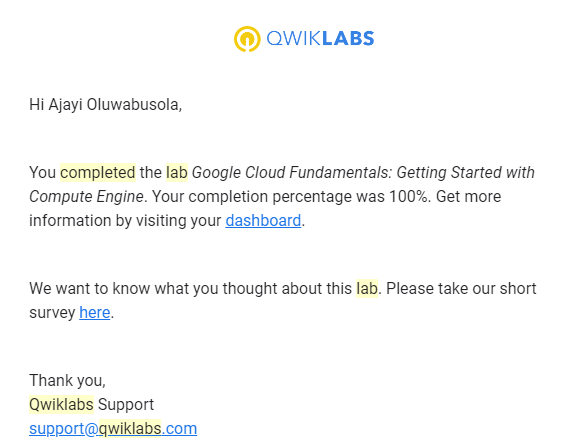 QWIKLABS
Hi Ajayi Oluwabusola,
You completed the lab Google Cloud Fundamentals: Getting Started with
Compute Engine. Your completion percentage was 100%. Get more
information by visiting your dashboard.
We want to know what you thought about this lab. Please take our short
survey here.
Thank you,
Qwiklabs Support
support@qwiklabs.com